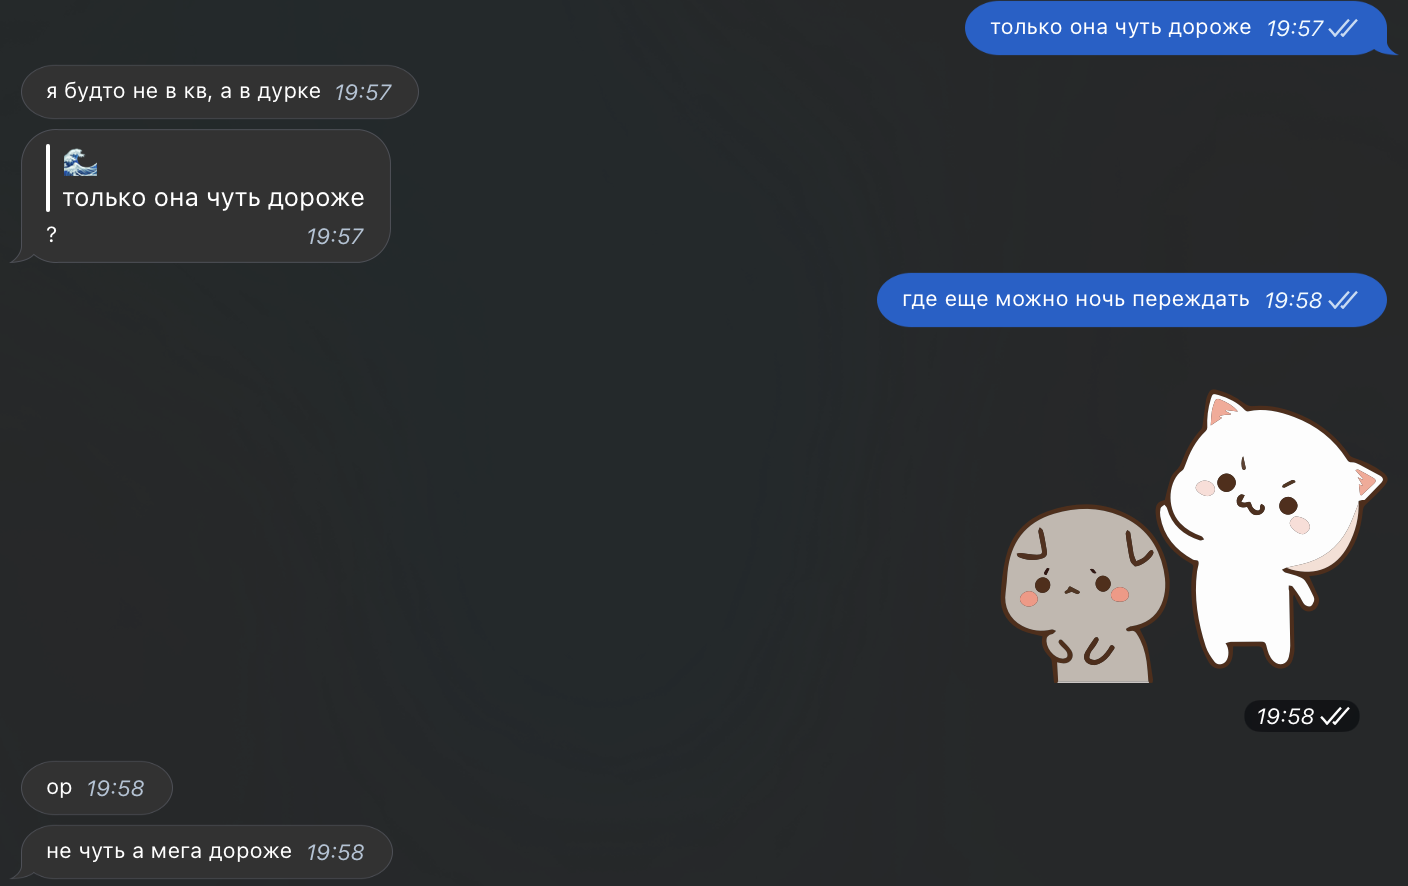 только она чуть дороже 19:57
я будто не в кв, а в дурке 19:57
🌊
только она чуть дороже
? 19:57
где еще можно ночь переждать 19:58
19:58
ор 19:58
не чуть а мега дороже 19:58